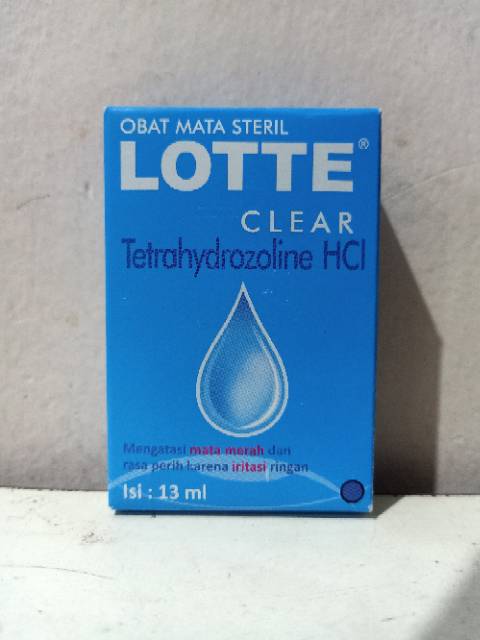 OBAT MATA STERIL
LOTTE®
CLEAR
Tetrahydrozoline HCl
Mengatasi mata merah dan
rasa perih karena iritasi ringan
Isi : 13 ml